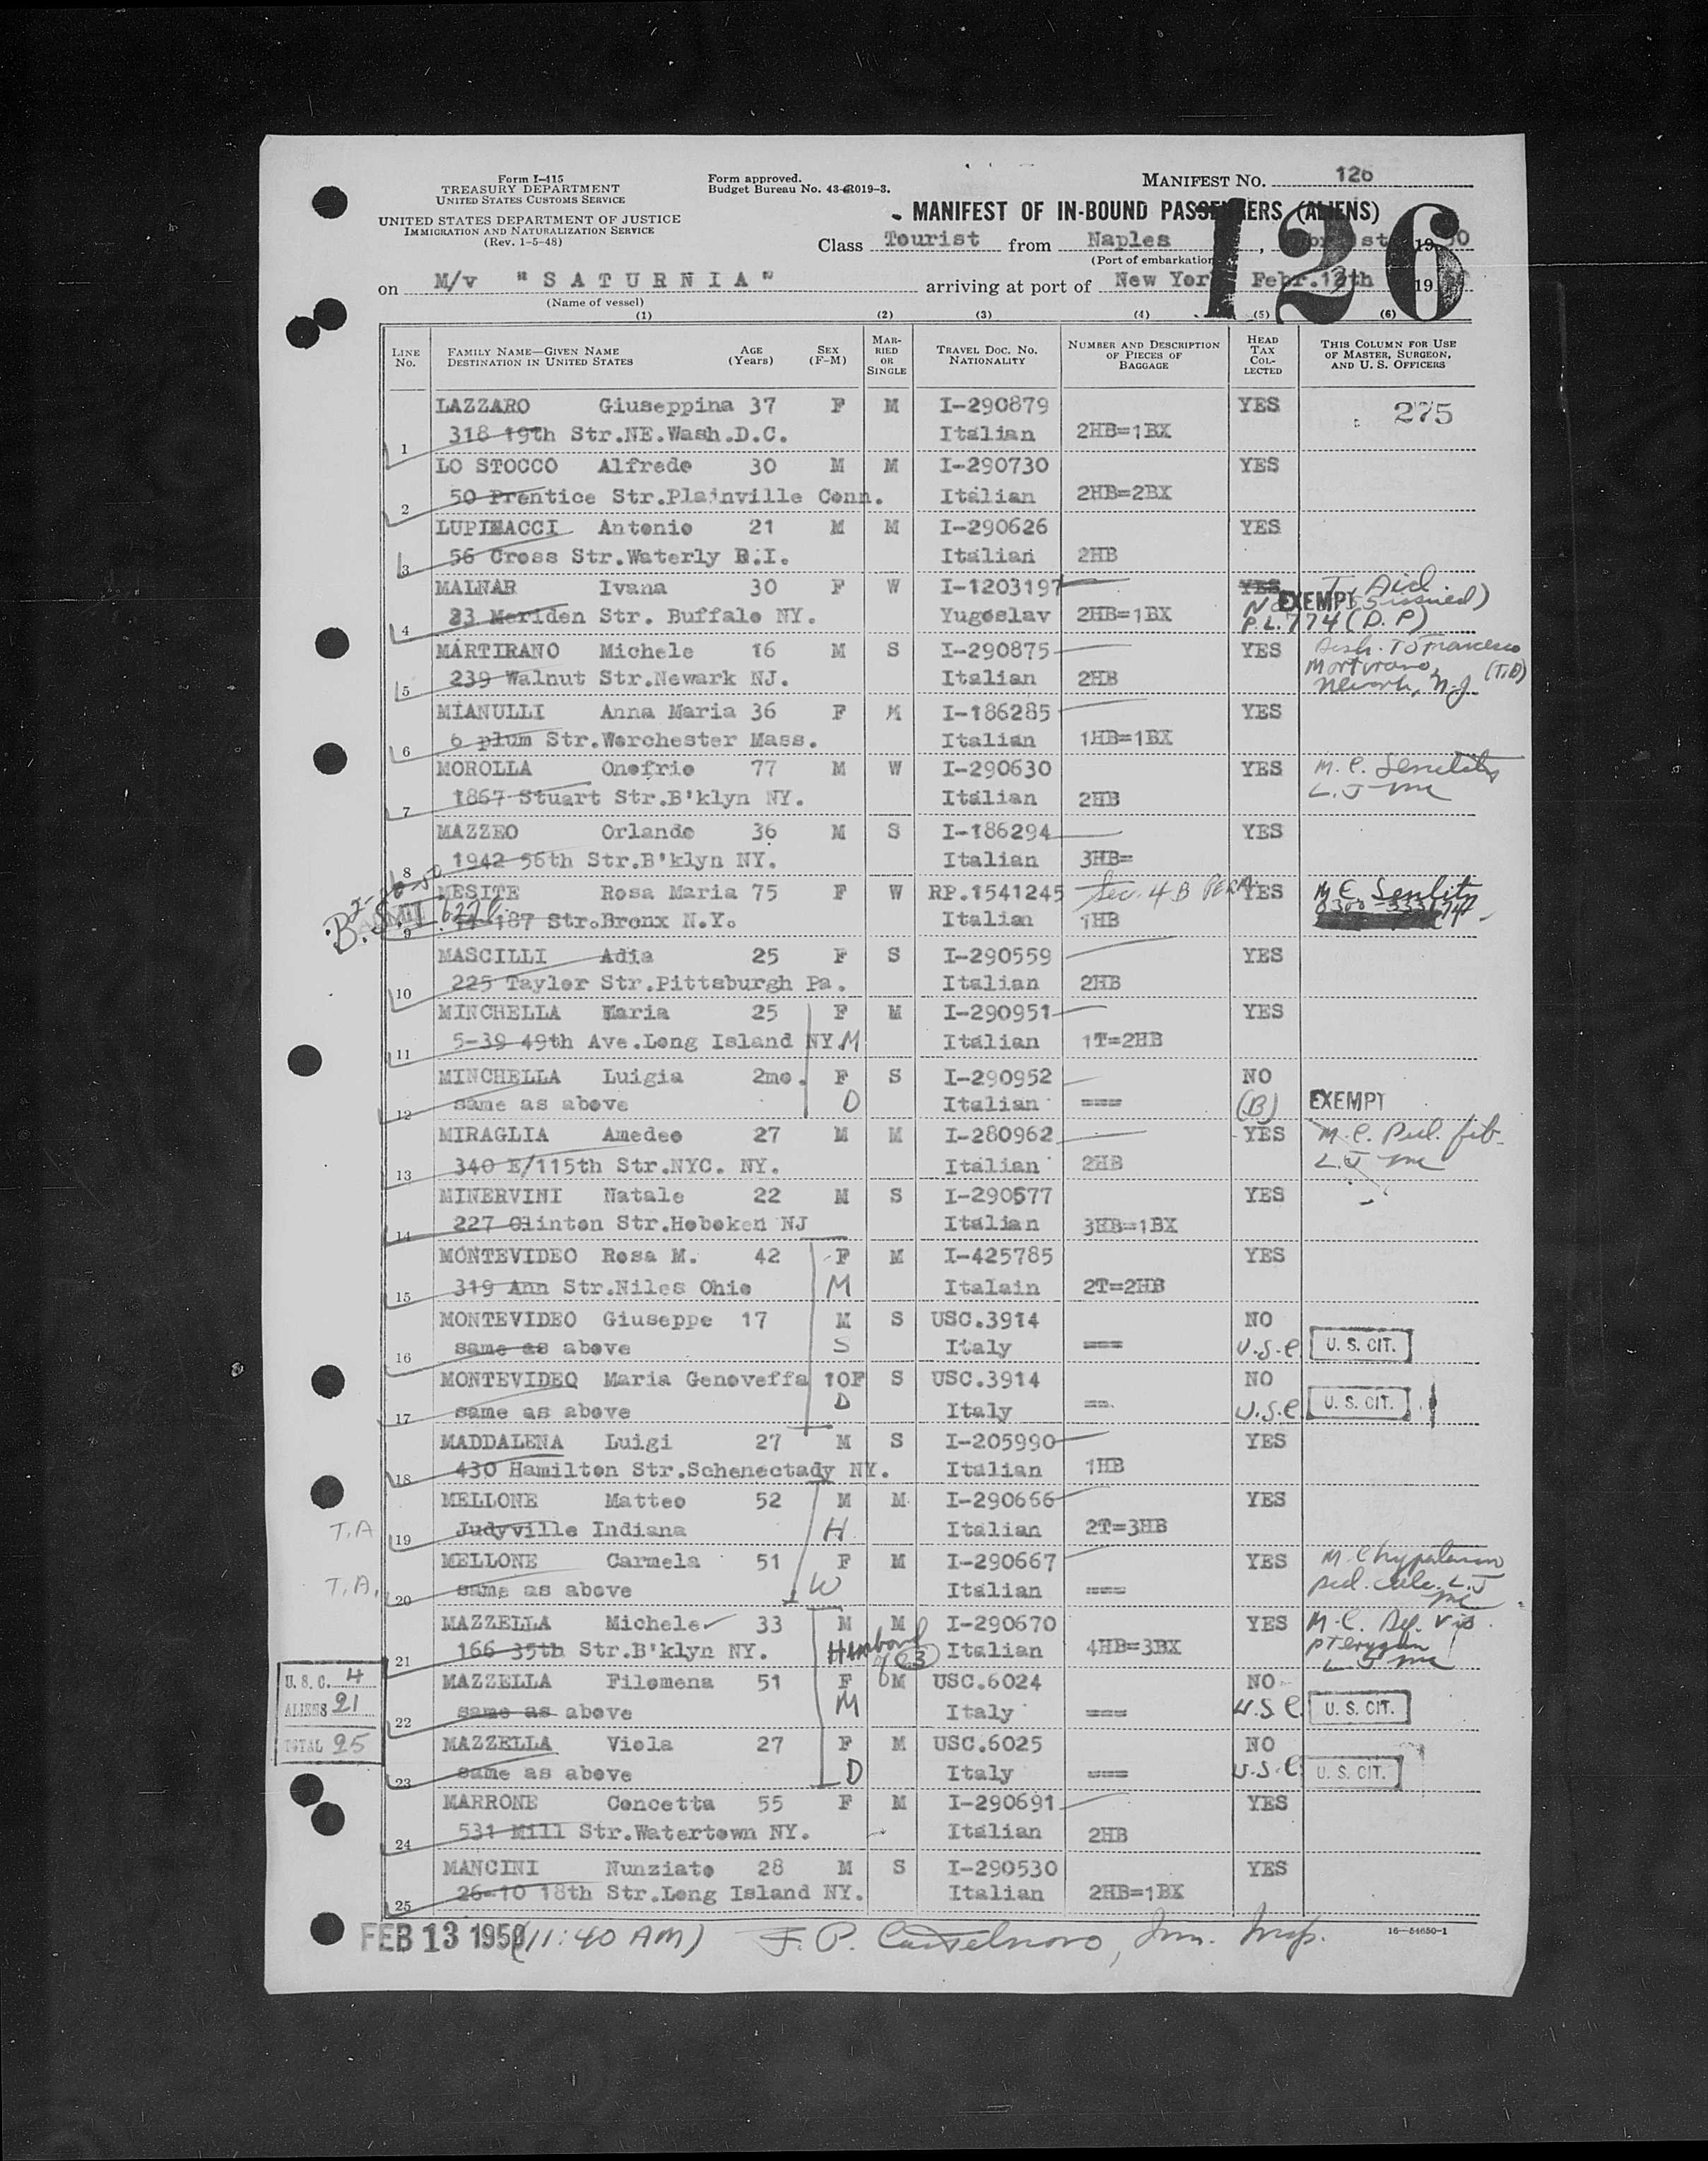 Form I-415
TREASURY DEPARTMENT
UNITED STATES CUSTOMS SERVICE
UNITED STATES DEPARTMENT OF JUSTICE
IMMIGRATION AND NATURALIZATION SERVICE
(Rev. 1-5-48)
Form approved.
Budget Bureau No. 43-R019-3.
MANIFEST NO. 126
MANIFEST OF IN-BOUND PASSENGERS (ALIENS)
126
Class Tourist from Naples , 19 50
(Port of embarkation)
on M/v "SATURNIA" arriving at port of New York Febr.13th 19
(Name of vessel)
(1) (2) (3) (4) (5) (6)
LINE No. FAMILY NAME—GIVEN NAME DESTINATION IN UNITED STATES AGE (Years) SEX (F-M) MARRIED OR SINGLE TRAVEL DOC. NO. NATIONALITY NUMBER AND DESCRIPTION OF PIECES OF BAGGAGE HEAD TAX COLLECTED THIS COLUMN FOR USE OF MASTER, SURGEON, AND U. S. OFFICERS
LAZZARO Giuseppina 37 F M I-290879 YES 275
1 318 19th Str.NE.Wash.D.C. Italian 2HB=1BX
LO STOCCO Alfredo 30 M M I-290730 YES
2 50 Prentice Str.Plainville Conn. Italian 2HB=2BX
LUPINACCI Antonio 21 M M I-290626 YES
3 56 Cross Str.Waterly R.I. Italian 2HB
MALNAR Ivana 30 F W I-1203197 YES
EXEMPT
4 23 Meriden Str. Buffalo NY. Yugoslav 2HB=1BX P.L. 774 (D.P)
MARTIRANO Michele 16 M S I-290875 YES
5 239 Walnut Str.Newark NJ. Italian 2HB Newark, N.J.
MIANULLI Anna Maria 36 F M I-186285 YES
6 6 plum Str.Worchester Mass. Italian 1HB=1BX
MOROLLA Onofrio 77 M W I-290630 YES M.C. Senility
7 1867 Stuart Str.B'klyn NY. Italian 2HB
MAZZEO Orlando 36 M S I-186294 YES
8 1942 56th Str.B'klyn NY. Italian 3HB=
MESITE Rosa Maria 75 F W RP.1541245 Sec. 4 B PERM. YES M.C. Senility
B.S.I.
9 187 Str.Bronx N.Y. Italian 1HB
MASCILLI Adia 25 F S I-290559 YES
10 225 Taylor Str.Pittsburgh Pa. Italian 2HB
MINCHELLA Maria 25 F M I-290951 YES
11 5-39 49th Ave.Long Island NY. M Italian 1T=2HB
MINCHELLA Luigia 2mo. F S I-290952 NO
12 same as above D Italian === (B) EXEMPT
MIRAGLIA Amedeo 27 M M I-280962 YES
13 340 E/115th Str.NYC. NY. Italian 2HB
MINERVINI Natale 22 M S I-290577 YES
14 227 Clinton Str.Hoboken NJ Italian 3HB=1BX
MONTEVIDEO Rosa M. 42 F M I-425785 YES
15 319 Ann Str.Niles Ohio M Italain 2T=2HB
MONTEVIDEO Giuseppe 17 M S USC.3914 NO
16 same as above S Italy === U.S.C. U. S. CIT.
MONTEVIDEO Maria Genoveffa 10F S USC.3914 NO
17 same as above D Italy ==. U.S.C. U. S. CIT.
MADDALENA Luigi 27 M S I-205990 YES
18 430 Hamilton Str.Schenectady NY. Italian 1HB
MELLONE Matteo 52 M M I-290666 YES
T.A 19 Judyville Indiana H Italian 2T=3HB
MELLONE Carmela 51 F M I-290667 YES
T.A. 20 same as above W Italian ===
MAZZELLA Michele 33 M M I-290670 YES
21 166 35th Str.B'klyn NY. Husband of 23 Italian 4HB=3BX
MAZZELLA Filomena 51 F M USC.6024 NO
22 same as above M Italy === U.S.C. U. S. CIT.
MAZZELLA Viola 27 F M USC.6025 NO
23 same as above D Italy === U.S.C. U. S. CIT.
U. S. C. 4
ALIENS 21
TOTAL 25
MARRONE Concetta 55 F M I-290691 YES
24 531 Mill Str.Watertown NY. Italian 2HB
MANCINI Nunziato 28 M S I-290530 YES
25 26-10 18th Str.Long Island NY. Italian 2HB=1BX
FEB 13 1950 (11:40 AM) F. P. Castelnovo, Imm. Insp.
16—54650-1